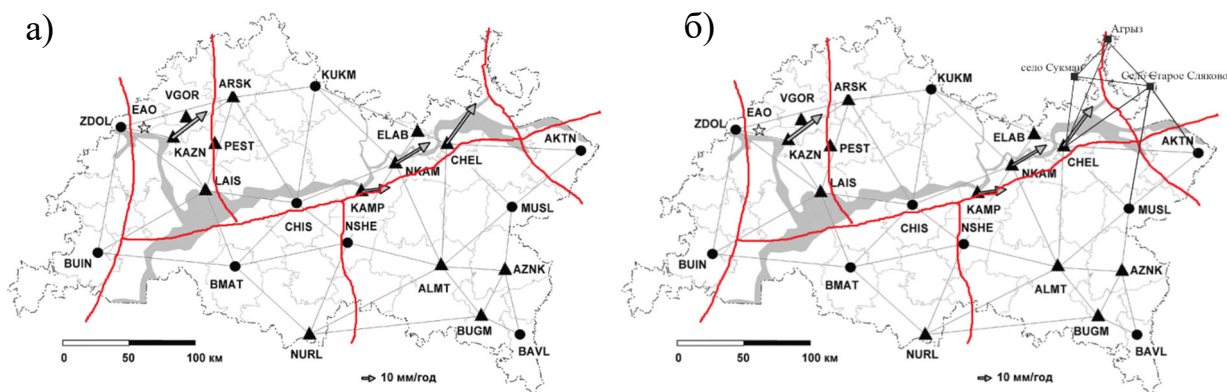 а)
KUKM
ARSK
VGOR
EAO
ZDOL
KAZN
PEST
ELAB
AKTN
CHEL
NKAM
LAIS
KAMP
MUSL
CHIS
NSHE
BUIN
BMAT
ALMT
AZNK
BUGM
NURL
BAVL
0 50 100 км
10 мм/год
б)
Агрыз
село Сукман
Село Старое Сляково
KUKM
ARSK
VGOR
EAO
ZDOL
KAZN
PEST
ELAB
AKTN
CHEL
NKAM
LAIS
KAMP
MUSL
CHIS
NSHE
BUIN
BMAT
ALMT
AZNK
BUGM
NURL
BAVL
0 50 100 км
10 мм/год